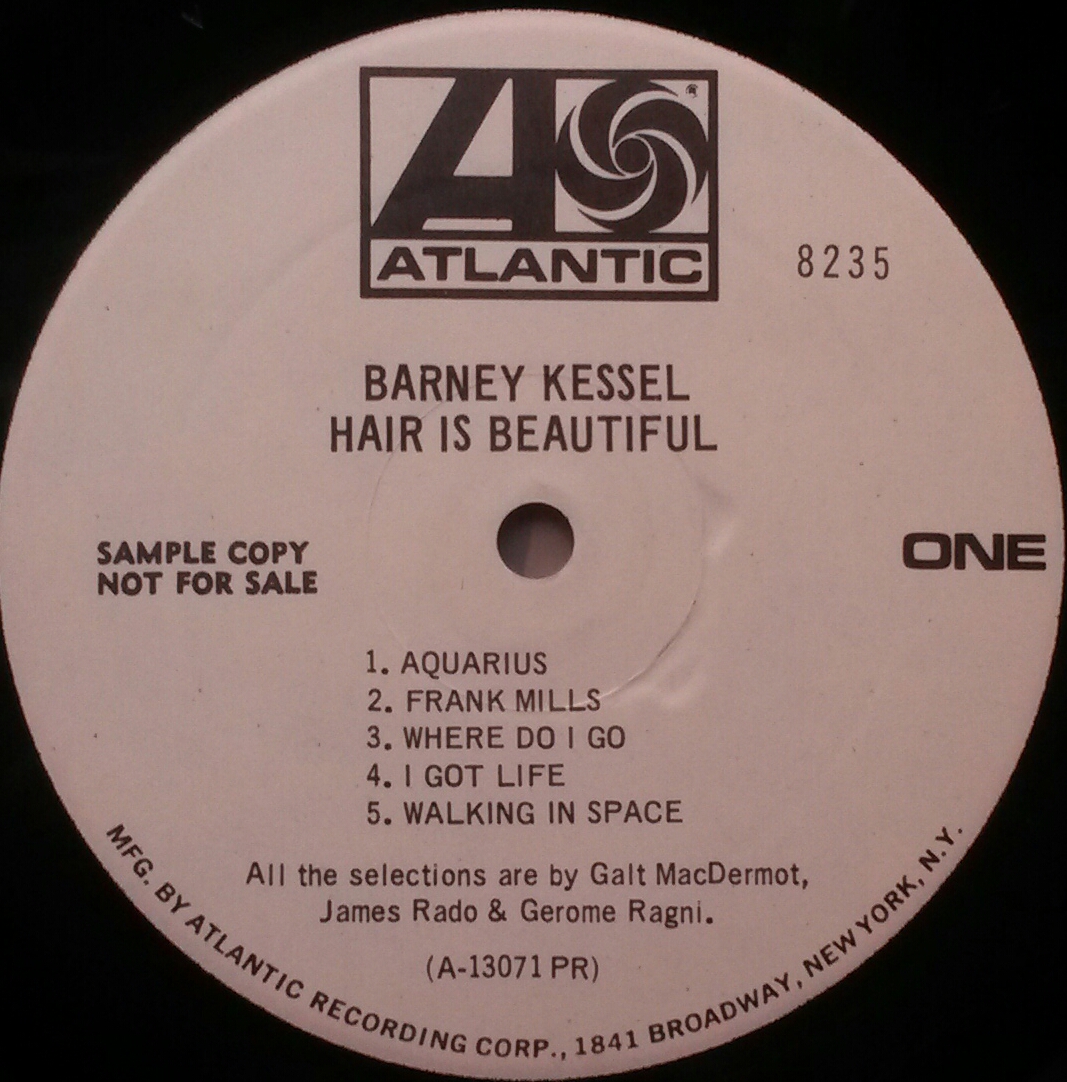 ATLANTIC
8235
BARNEY KESSEL
HAIR IS BEAUTIFUL
SAMPLE COPY
NOT FOR SALE
ONE
1. AQUARIUS
2. FRANK MILLS
3. WHERE DO I GO
4. I GOT LIFE
5. WALKING IN SPACE
All the selections are by Galt MacDermot,
James Rado & Gerome Ragni.
(A-13071 PR)
MFG. BY ATLANTIC RECORDING CORP., 1841 BROADWAY, NEW YORK, N.Y.